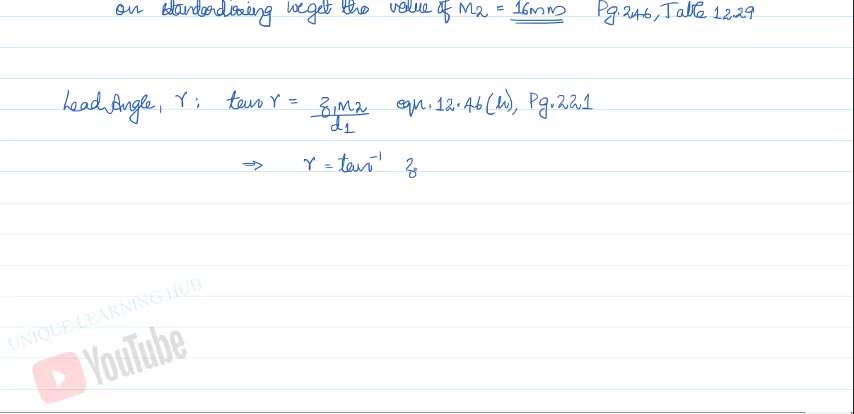 on standardising we get the value of m2 = 16mm Pg.246, Table 12.29
Lead Angle, γ: tan γ = z1m2/d1 eqn. 12.46(h), Pg.221
⇒ γ = tan⁻¹ z
UNIQUE LEARNING HUB
YouTube